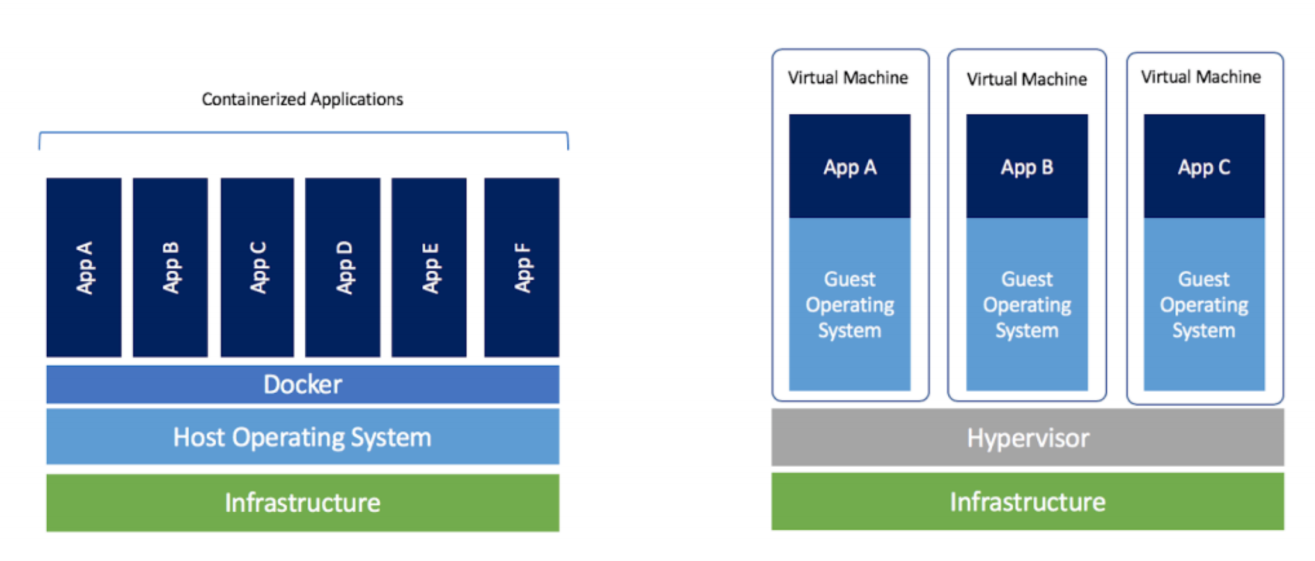 Containerized Applications
App A
App B
App C
App D
App E
App F
Docker
Host Operating System
Infrastructure
Virtual Machine
App A
Guest
Operating
System
Virtual Machine
App B
Guest
Operating
System
Virtual Machine
App C
Guest
Operating
System
Hypervisor
Infrastructure